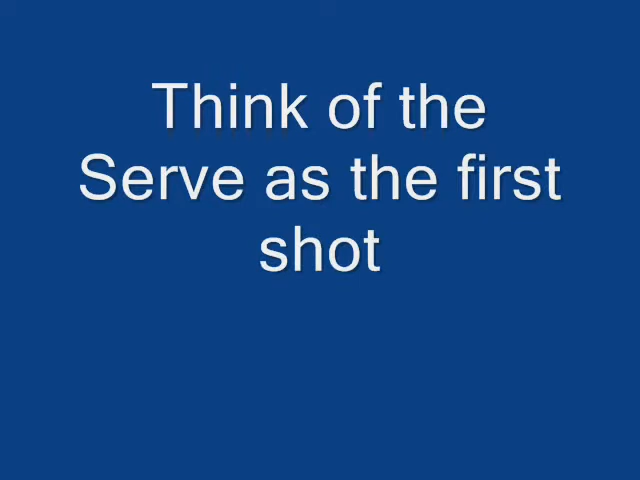 Think of the
Serve as the first
shot